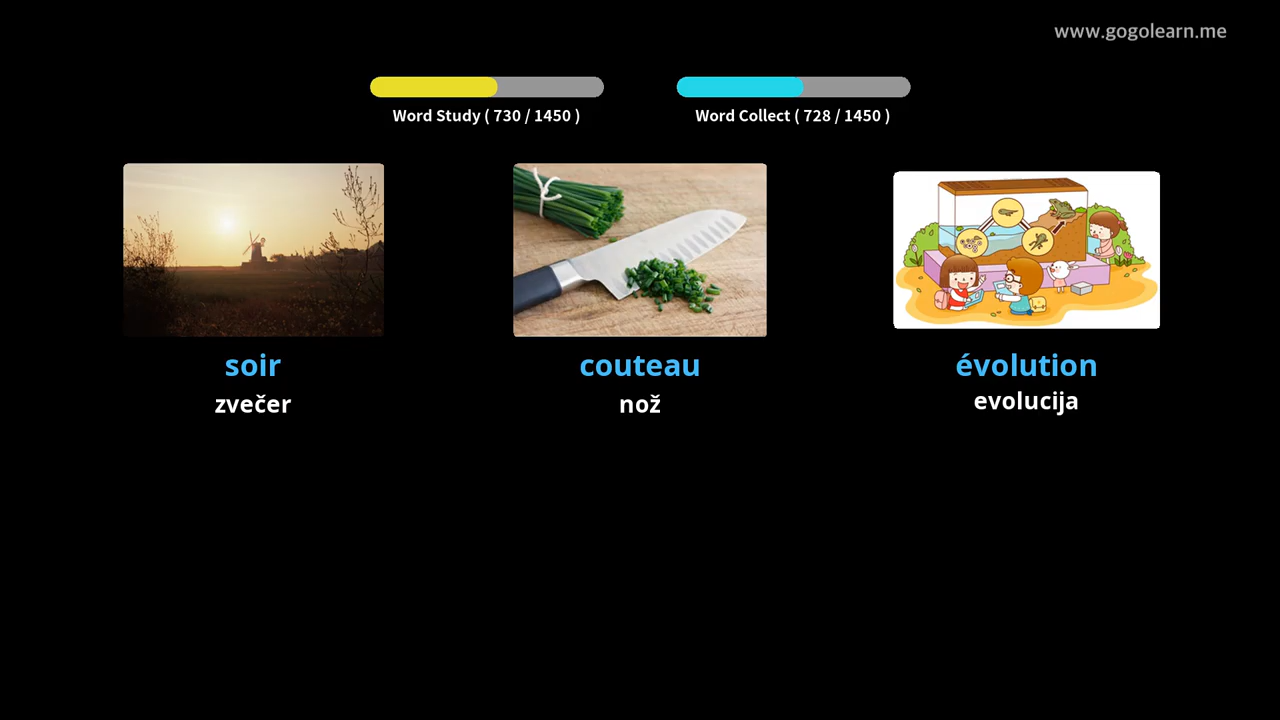 www.gogolearn.me
Word Study ( 730 / 1450 )
Word Collect ( 728 / 1450 )
soir
couteau
évolution
zvečer
nož
evolucija